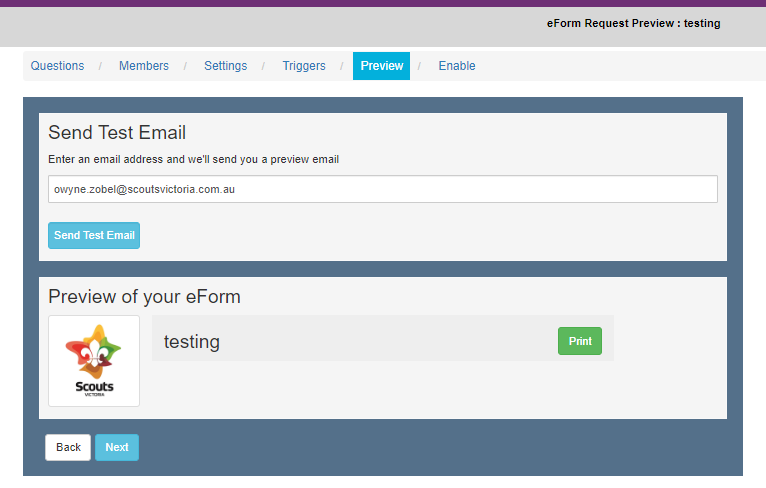 eForm Request Preview : testing
Questions / Members / Settings / Triggers / Preview / Enable
Send Test Email
Enter an email address and we'll send you a preview email
owyne.zobel@scoutsvictoria.com.au
Send Test Email
Preview of your eForm
testing
Print
Scouts
VICTORIA
Back
Next